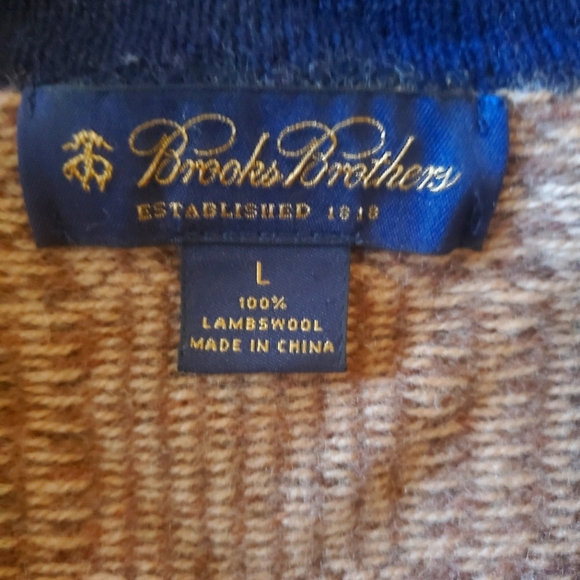 Brooks Brothers
ESTABLISHED 1818
L
100%
LAMBSWOOL
MADE IN CHINA